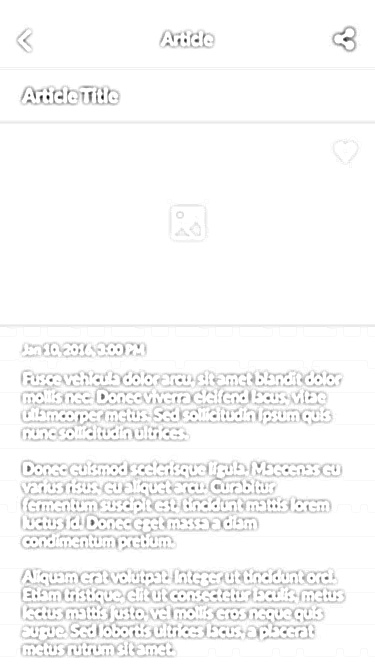 Article
Article Title
Jan 10, 2016, 3:00 PM
Fusce vehicula dolor arcu, sit amet blandit dolor
mollis nec. Donec viverra eleifend lacus, vitae
ullamcorper metus. Sed sollicitudin ipsum quis
nunc sollicitudin ultrices.
Donec euismod scelerisque ligula. Maecenas eu
varius risus, eu aliquet arcu. Curabitur
fermentum suscipit est, tincidunt mattis lorem
luctus id. Donec eget massa a diam
condimentum pretium.
Aliquam erat volutpat. Integer ut tincidunt orci.
Etiam tristique, elit ut consectetur iaculis, metus
lectus mattis justo, vel mollis eros neque quis
augue. Sed lobortis ultrices lacus, a placerat
metus rutrum sit amet.